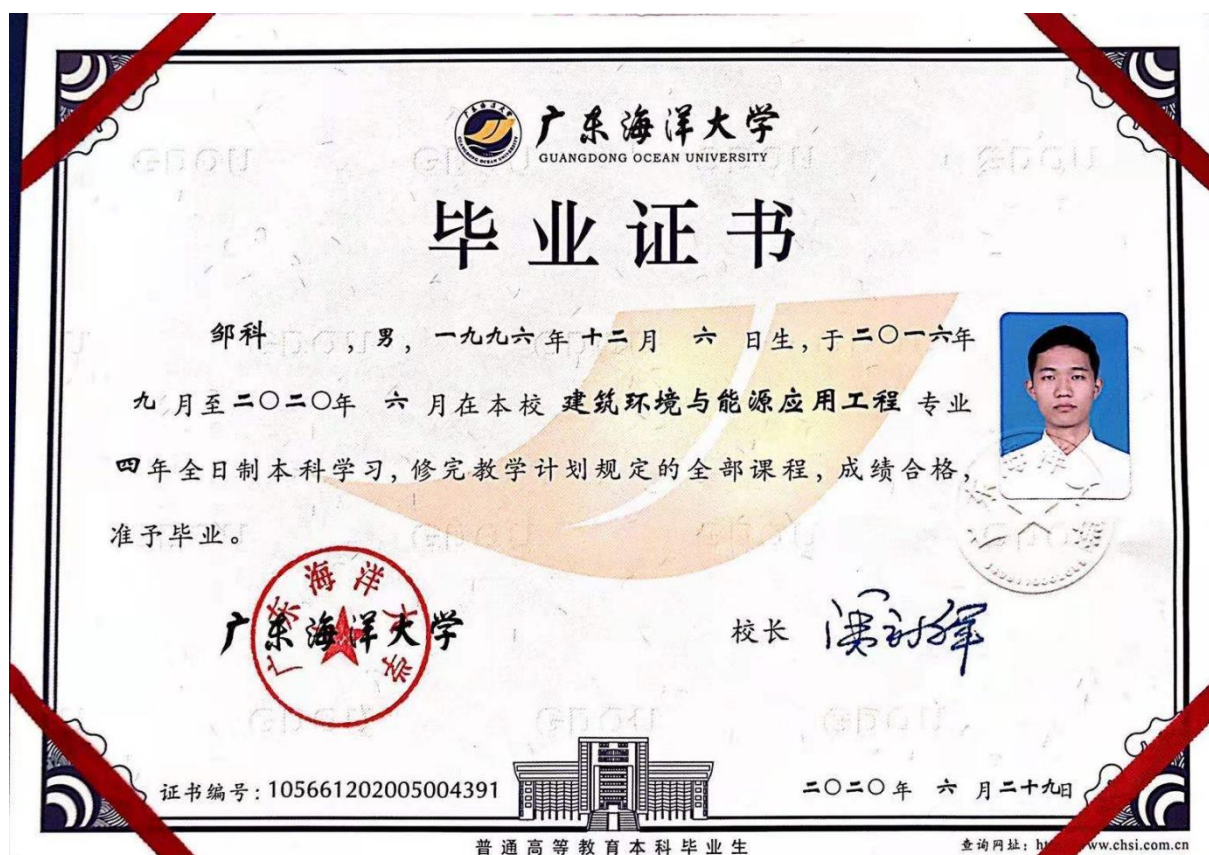 广东海洋大学
GUANGDONG OCEAN UNIVERSITY
毕业证书
邹科 ,男,一九九六年十二月 六 日生,于二〇一六年
九月至二〇二〇年 六 月在本校 建筑环境与能源应用工程 专业
四年全日制本科学习,修完教学计划规定的全部课程,成绩合格,
准予毕业。
广东海洋大学
广东海洋大学
校长
证书编号:105661202005004391
二〇二〇年 六 月二十九日
普通高等教育本科毕业生
查询网址:h www.chsi.com.cn